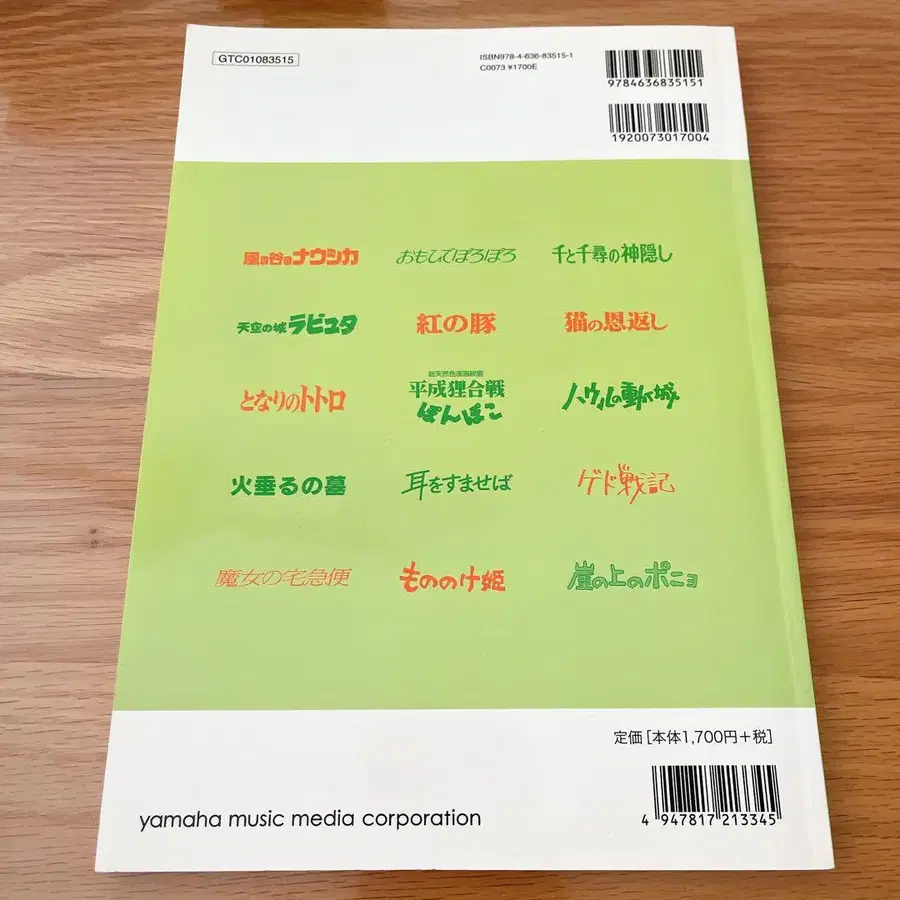 GTC01083515
ISBN978-4-636-83515-1
C0073 ¥1700E
9784636835151
1920073017004
風の谷のナウシカ
おもひでぽろぽろ
千と千尋の神隠し
天空の城ラピュタ
紅の豚
猫の恩返し
となりのトトロ
総天然色漫画映画
平成狸合戦
ぽんぽこ
ハウルの動く城
火垂るの墓
耳をすませば
ゲド戦記
魔女の宅急便
もののけ姫
崖の上のポニョ
定価[本体1,700円+税]
yamaha music media corporation
4 947817 213345